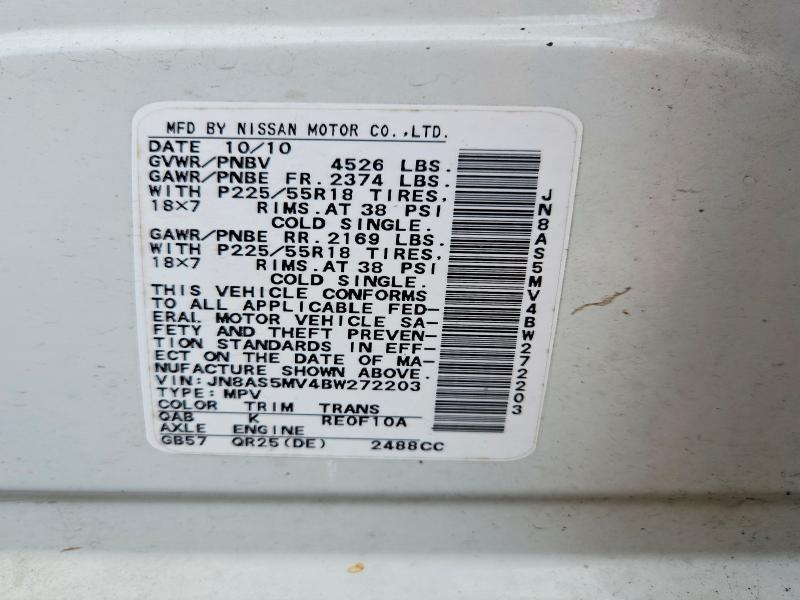 MFD BY NISSAN MOTOR CO.,LTD.
DATE 10/10
GVWR/PNBV 4526 LBS.
GAWR/PNBE FR. 2374 LBS.
WITH P225/55R18 TIRES,
18×7 RIMS.AT 38 PSI
COLD SINGLE.
GAWR/PNBE RR. 2169 LBS.
WITH P225/55R18 TIRES,
18×7 RIMS.AT 38 PSI
COLD SINGLE.
THIS VEHICLE CONFORMS
TO ALL APPLICABLE FED-
ERAL MOTOR VEHICLE SA-
FETY AND THEFT PREVEN-
TION STANDARDS IN EFF-
ECT ON THE DATE OF MA-
NUFACTURE SHOWN ABOVE.
VIN: JN8AS5MV4BW272203
TYPE: MPV
COLOR TRIM TRANS
QAB K RE0F10A
AXLE ENGINE
GB57 QR25(DE) 2488CC
JN8AS5MV4BW272203